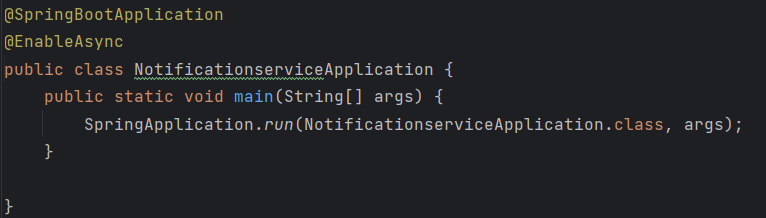 @SpringBootApplication
@EnableAsync
public class NotificationserviceApplication {
    public static void main(String[] args) {
        SpringApplication.run(NotificationserviceApplication.class, args);
    }
}